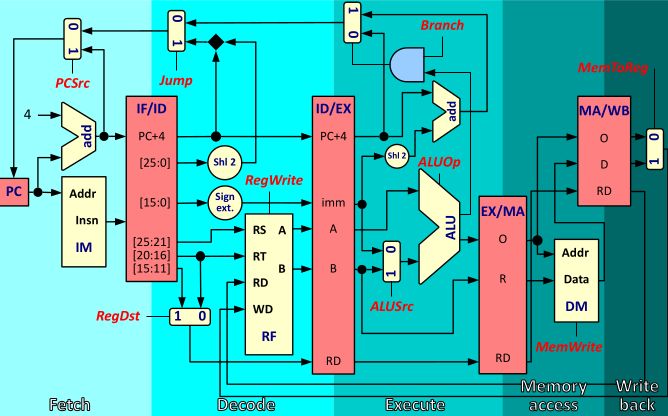 0
1
PCSrc
4
add
PC
Addr
Insn
IM
Fetch
0
1
Jump
IF/ID
PC+4
[25:0]
[15:0]
[25:21]
[20:16]
[15:11]
Shl 2
Sign
ext.
RegWrite
RS A
RT
RD B
WD
RF
RegDst
1 0
Decode
1
0
Branch
ID/EX
PC+4
imm
A
B
RD
Shl 2
add
ALUOp
ALU
0
1
ALUSrc
Execute
EX/MA
O
R
RD
Addr
Data
DM
MemWrite
Memory
access
MA/WB
O
D
RD
MemToReg
0
1
Write
back